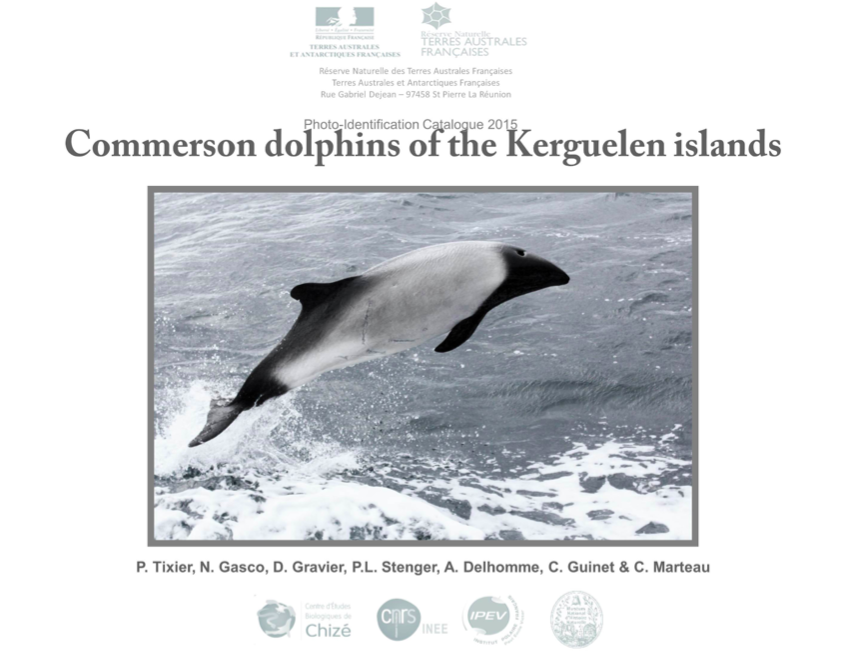 Liberté • Égalité • Fraternité
RÉPUBLIQUE FRANÇAISE
TERRES AUSTRALES
ET ANTARCTIQUES FRANÇAISES
Réserve Naturelle
TERRES AUSTRALES
FRANÇAISES
Réserve Naturelle des Terres Australes Françaises
Terres Australes et Antarctiques Françaises
Rue Gabriel Dejean – 97458 St Pierre La Réunion
Photo-Identification Catalogue 2015
Commerson dolphins of the Kerguelen islands
P. Tixier, N. Gasco, D. Gravier, P.L. Stenger, A. Delhomme, C. Guinet & C. Marteau
Centre d'Études
Biologiques de
Chizé
cnrs
INEE
IPEV
INSTITUT POLAIRE